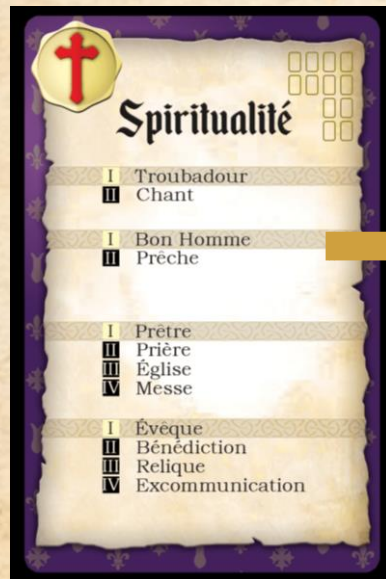 Spiritualité
I Troubadour
II Chant
I Bon Homme
II Prêche
I Prêtre
II Prière
III Église
IV Messe
I Évêque
II Bénédiction
III Relique
IV Excommunication